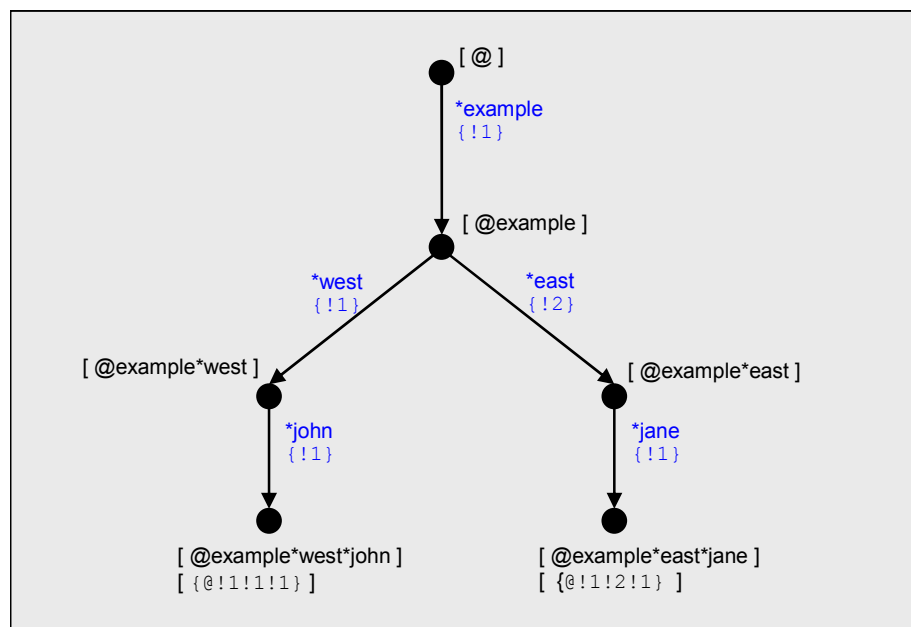 [ @ ]
*example
{!1}
[ @example ]
*west
{!1}
*east
{!2}
[ @example*west ]
[ @example*east ]
*john
{!1}
*jane
{!1}
[ @example*west*john ]
[ {@!1!1!1} ]
[ @example*east*jane ]
[ {@!1!2!1} ]